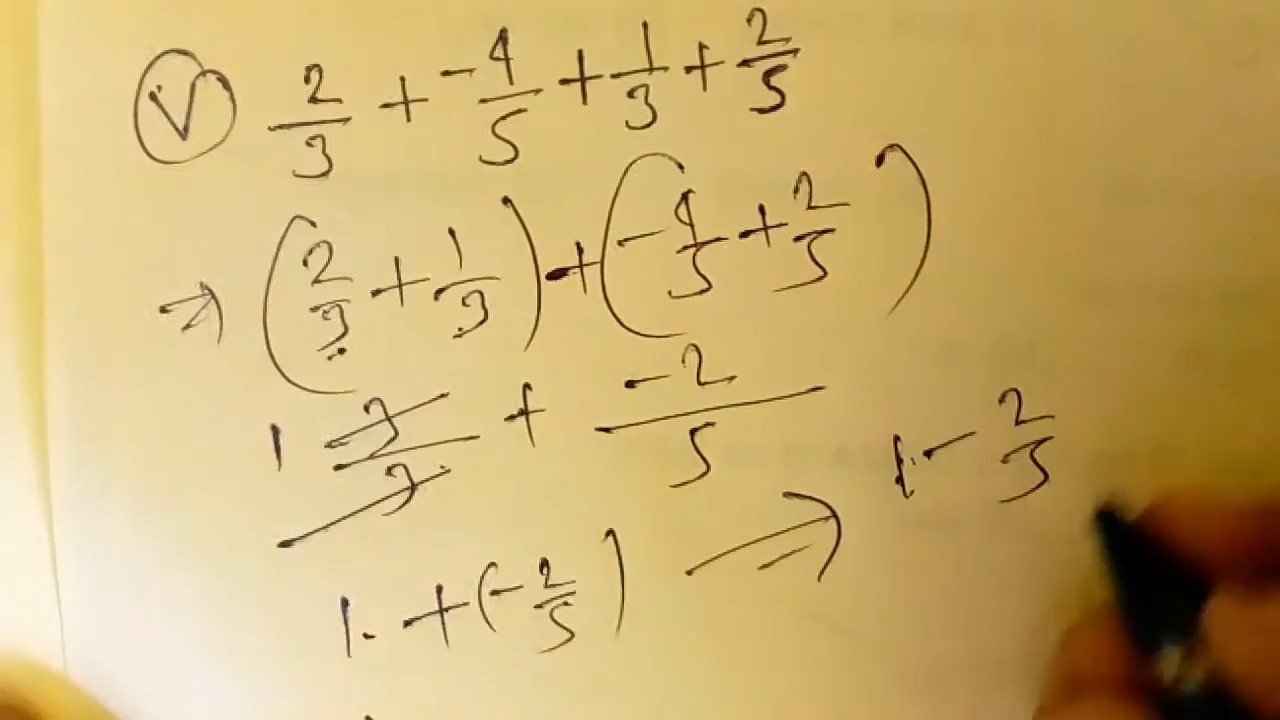 (V) 2/3 + -4/5 + 1/3 + 2/5
⇒ (2/3 + 1/3) + (-4/5 + 2/5)
1 3/3 + -2/5
1 + (-2/5) ⇒ 1 - 2/5